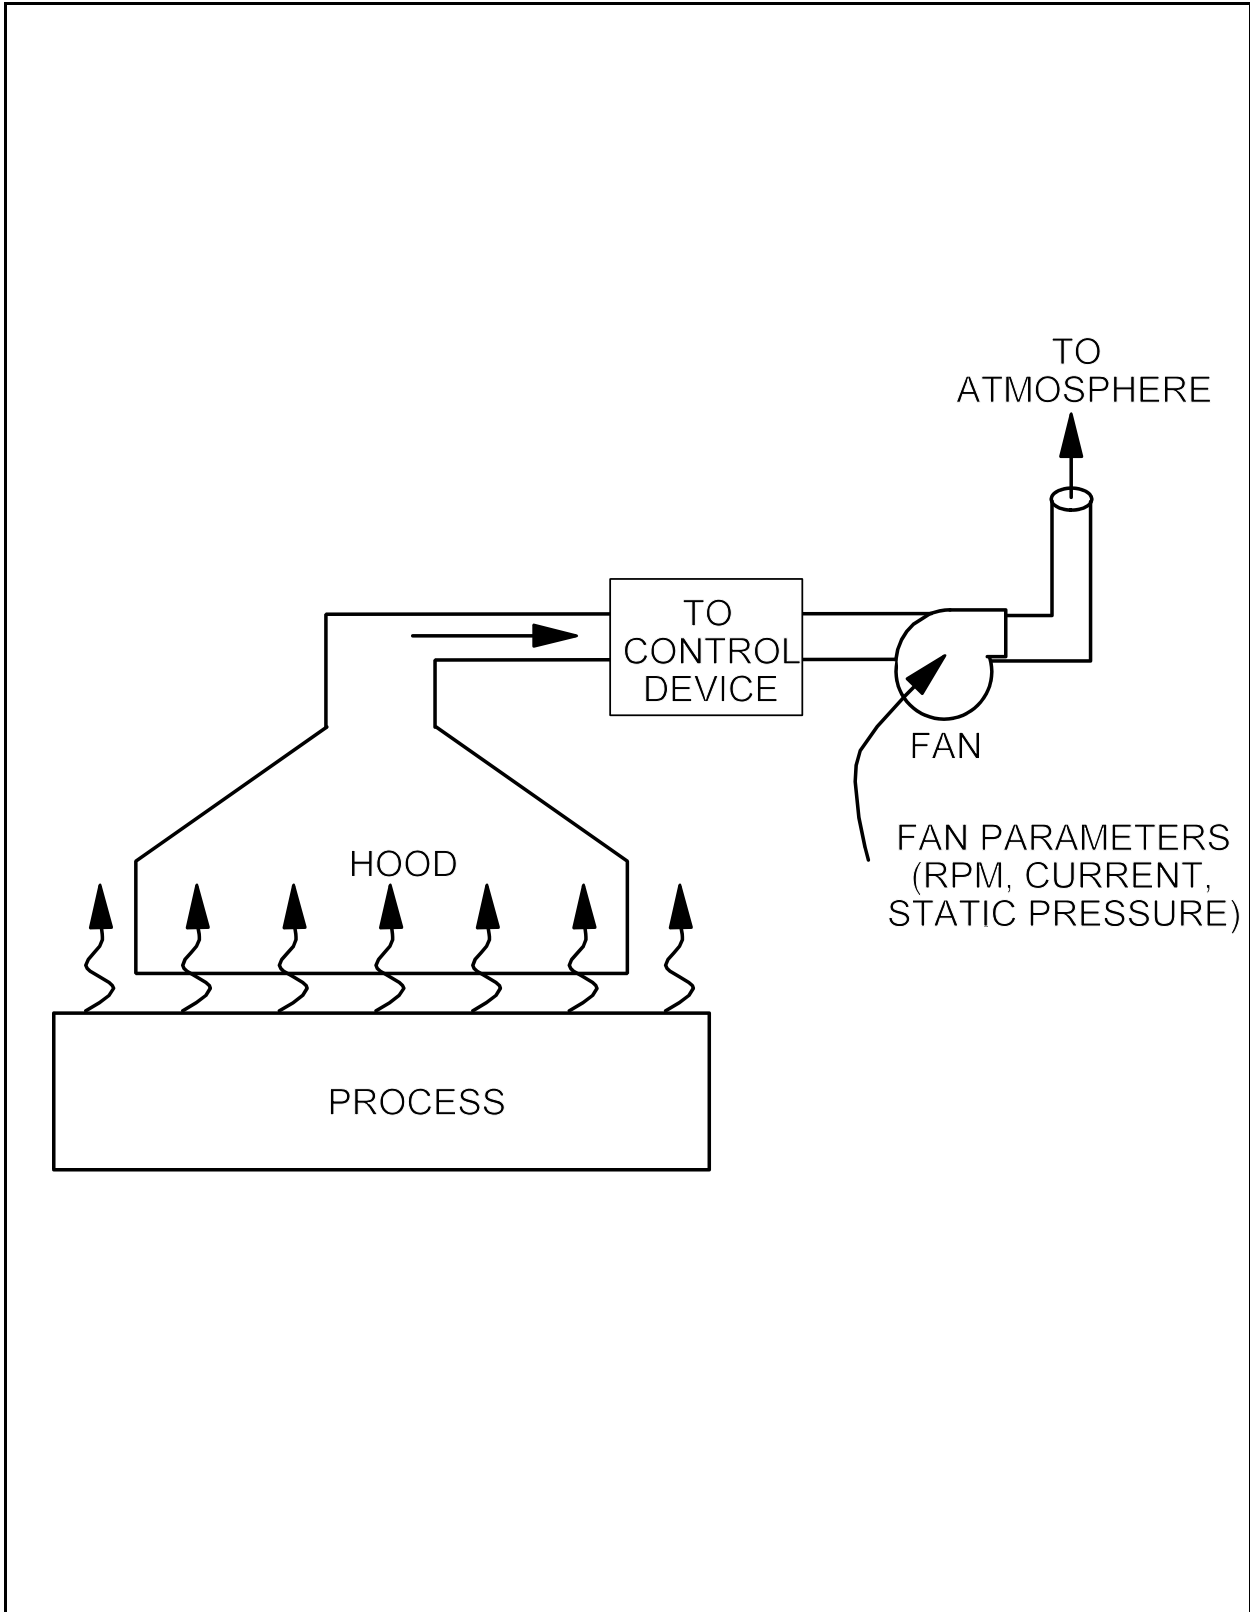 TO
ATMOSPHERE
TO
CONTROL
DEVICE
FAN
HOOD
FAN PARAMETERS
(RPM, CURRENT,
STATIC PRESSURE)
PROCESS